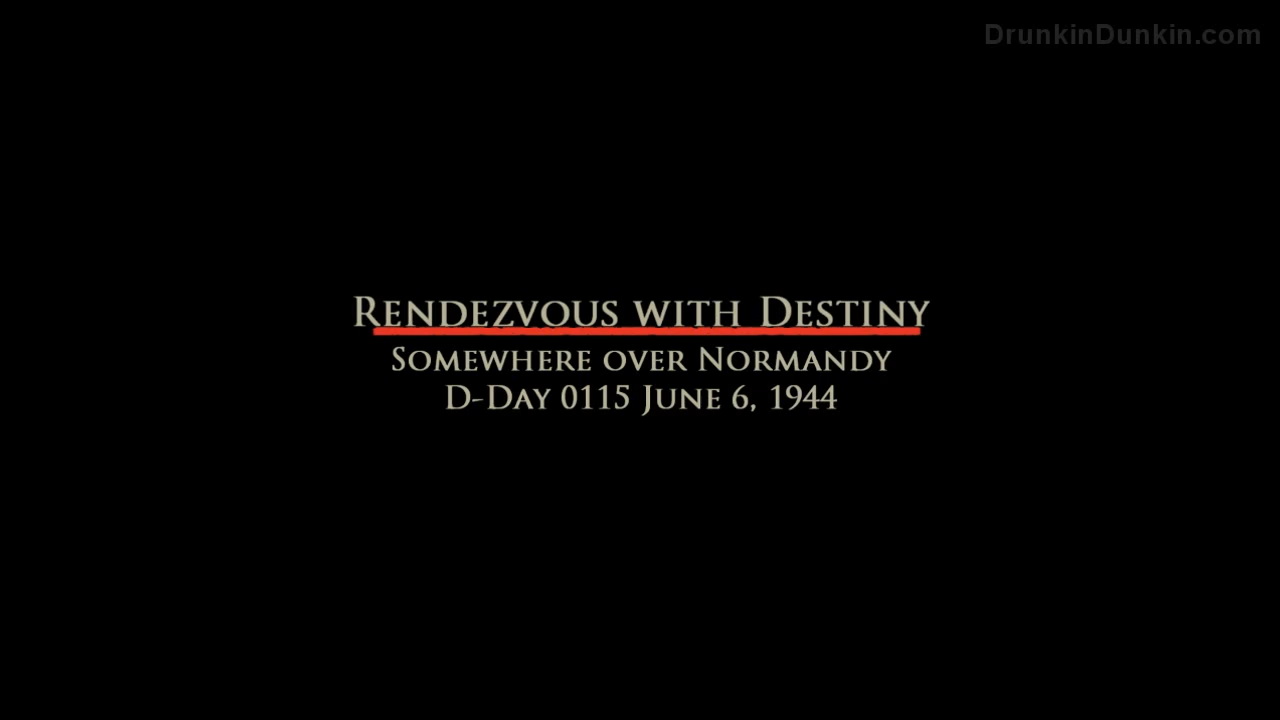 DrunkinDunkin.com
Rendezvous with Destiny
Somewhere over Normandy
D-Day 0115 June 6, 1944